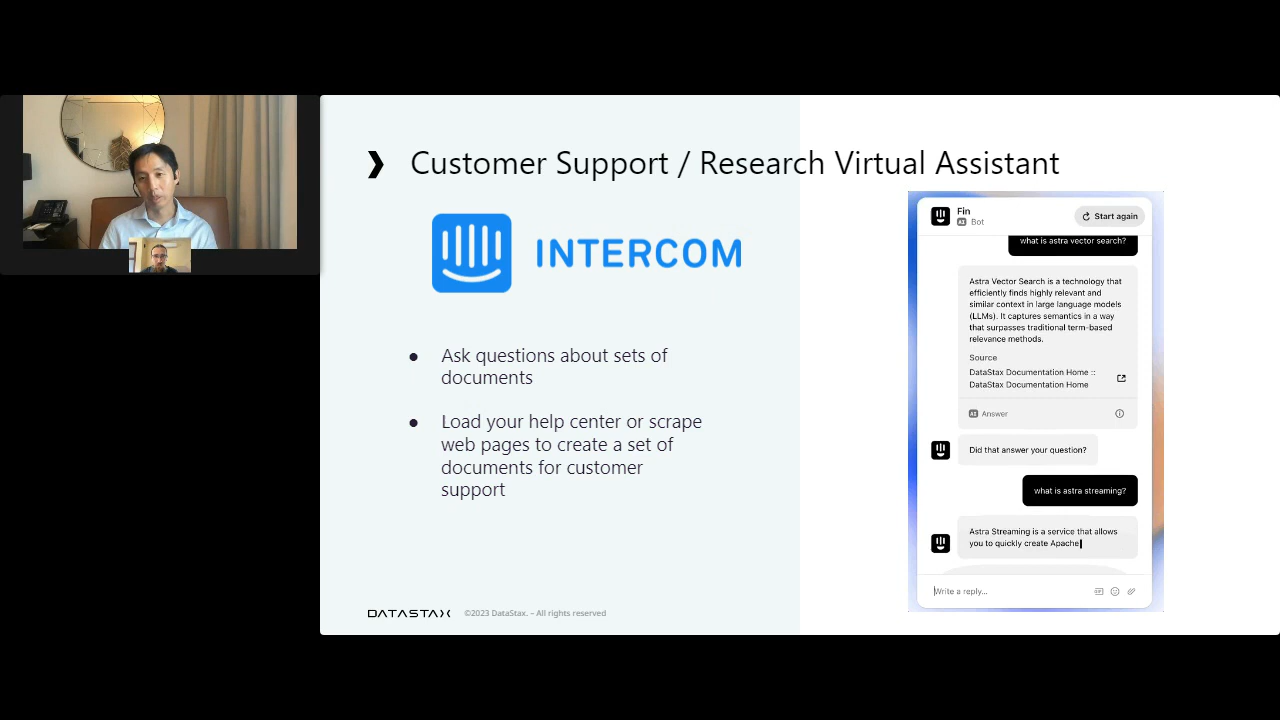 Customer Support / Research Virtual Assistant
INTERCOM
● Ask questions about sets of
documents
● Load your help center or scrape
web pages to create a set of
documents for customer
support
DATASTAX ©2023 DataStax. – All rights reserved
Fin
AI Bot
Start again
what is astra vector search?
Astra Vector Search is a technology that
efficiently finds highly relevant and
similar context in large language models
(LLMs). It captures semantics in a way
that surpasses traditional term-based
relevance methods.
Source
DataStax Documentation Home ::
DataStax Documentation Home
AI Answer
Did that answer your question?
what is astra streaming?
Astra Streaming is a service that allows
you to quickly create Apache
Write a reply...
GIF